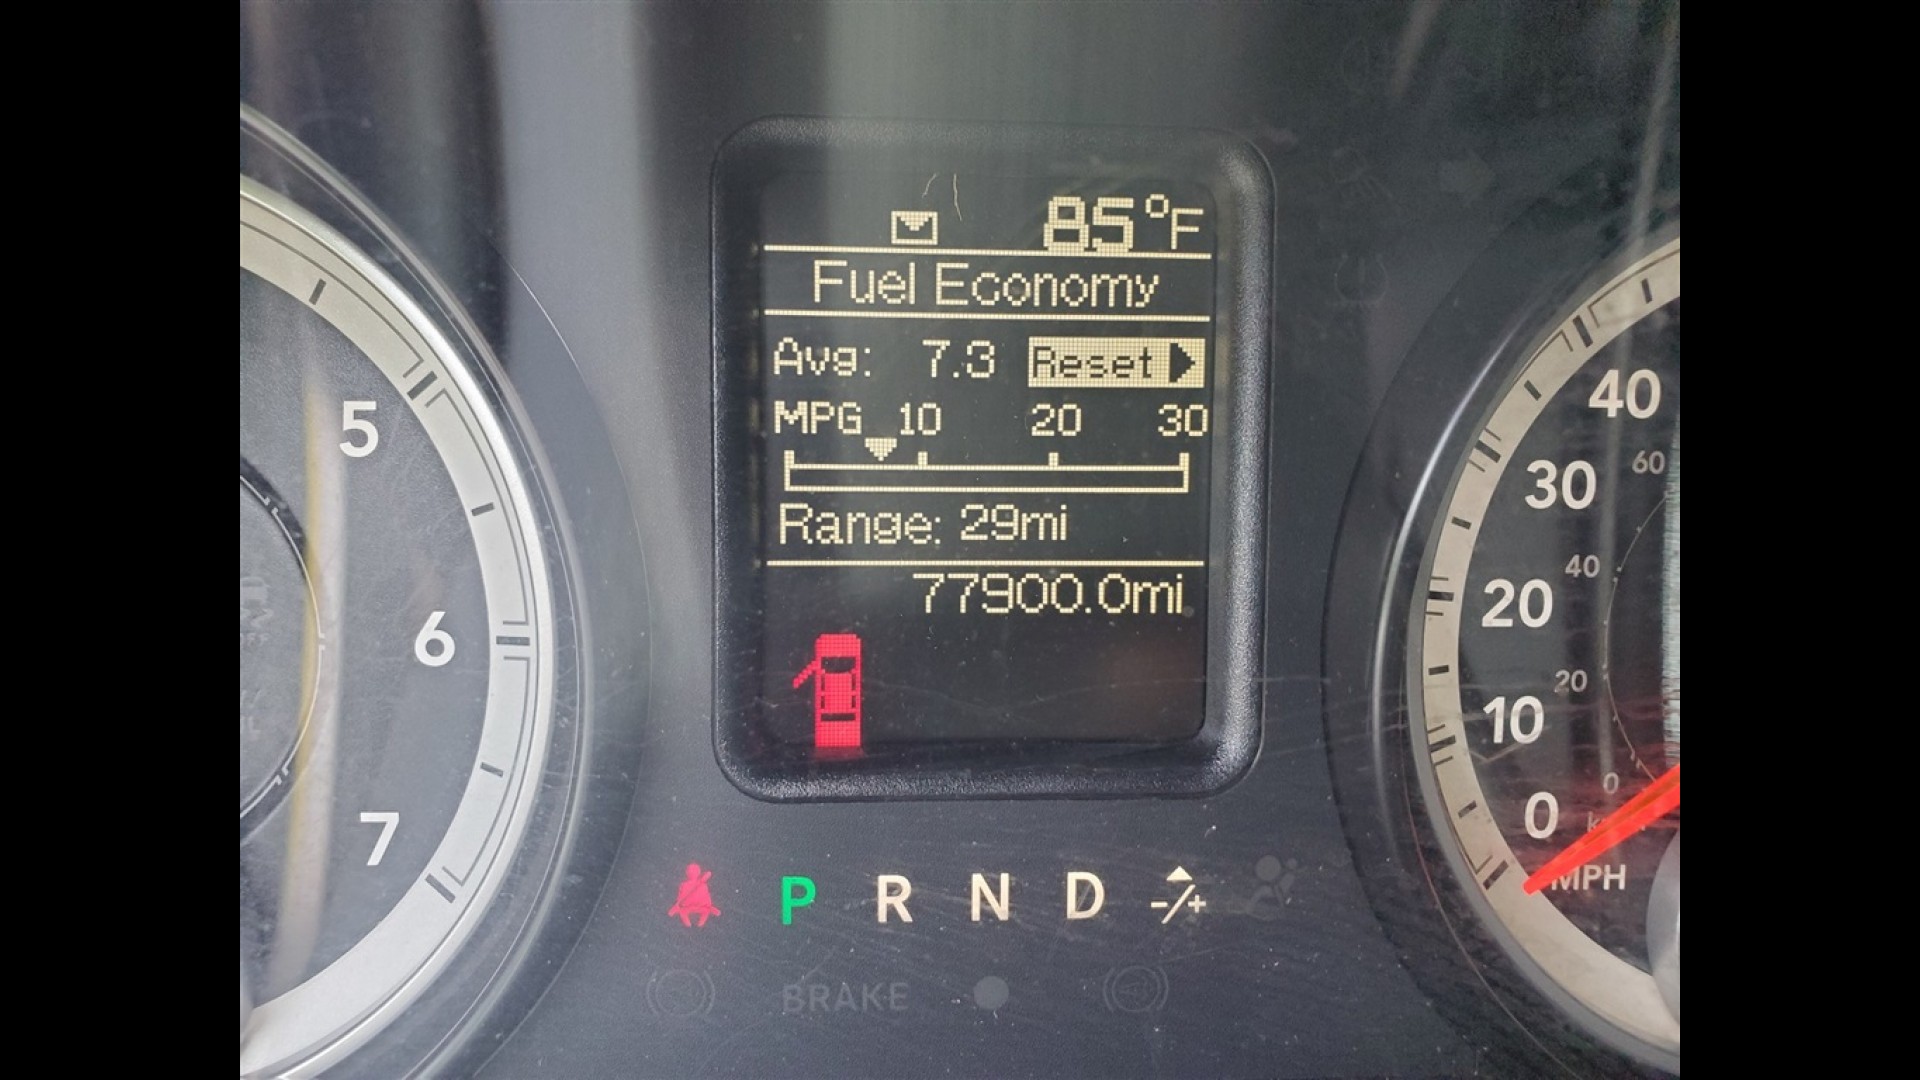 85°F
Fuel Economy
Avg: 7.3 Reset
MPG 10 20 30
Range: 29mi
77900.0mi
5
6
7
40
30
20
10
0
MPH
60
40
20
0
P R N D -/+
BRAKE